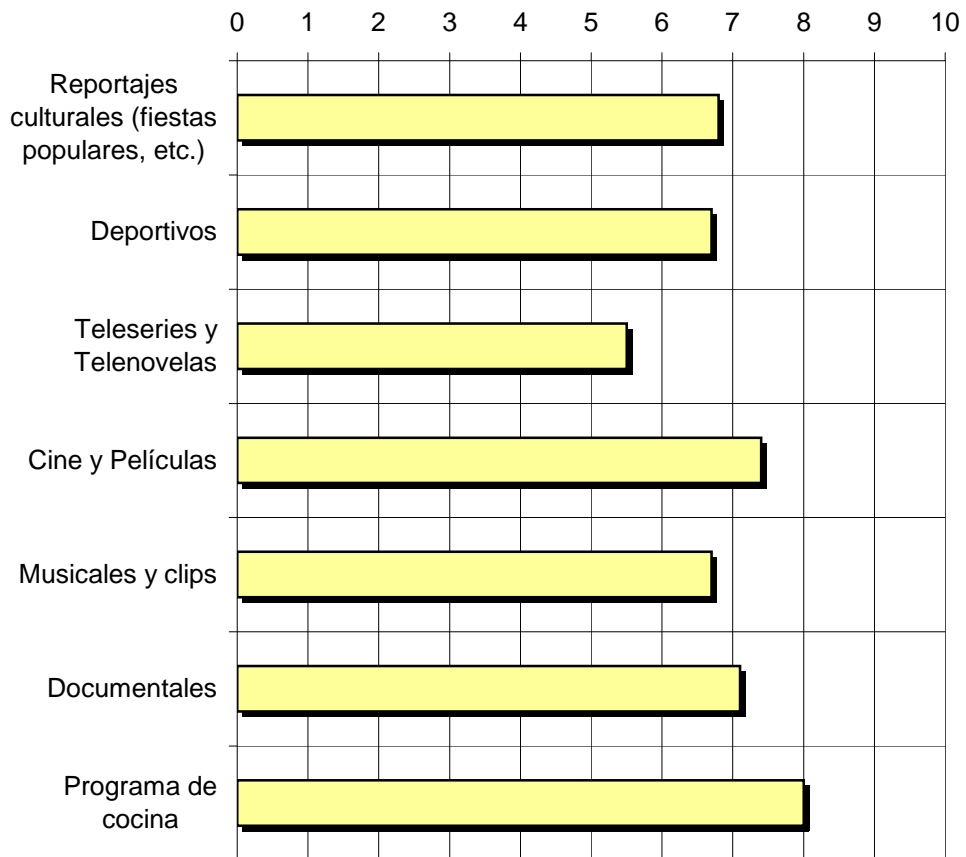 0 1 2 3 4 5 6 7 8 9 10
Reportajes
culturales (fiestas
populares, etc.)
Deportivos
Teleseries y
Telenovelas
Cine y Películas
Musicales y clips
Documentales
Programa de
cocina